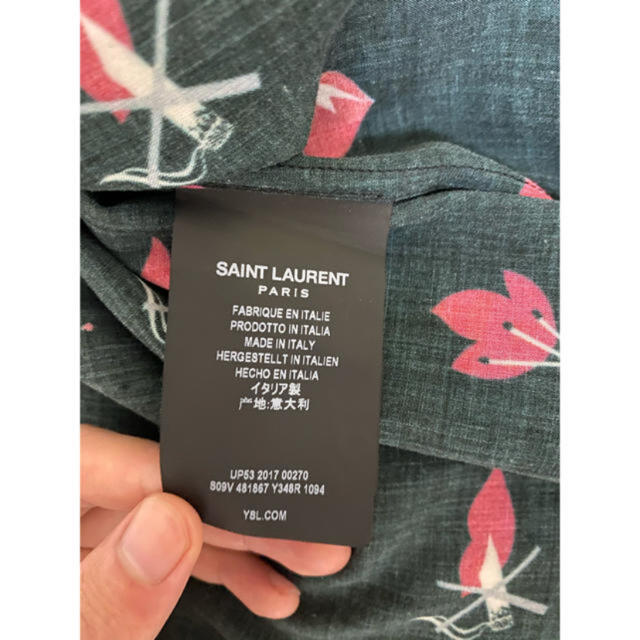 SAINT LAURENT
PARIS
FABRIQUE EN ITALIE
PRODOTTO IN ITALIA
MADE IN ITALY
HERGESTELLT IN ITALIEN
HECHO EN ITALIA
イタリア製
产地:意大利
UP53 2017 00270
S09V 481867 Y348R 1094
YSL.COM